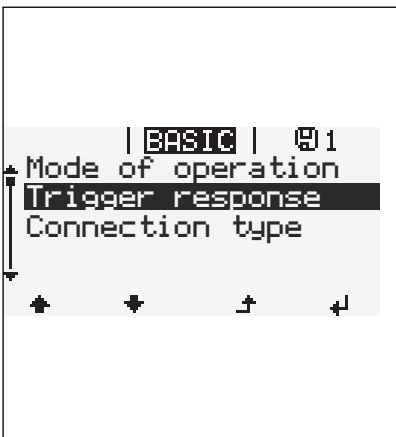 | BASIC | 1
Mode of operation
Trigger response
Connection type